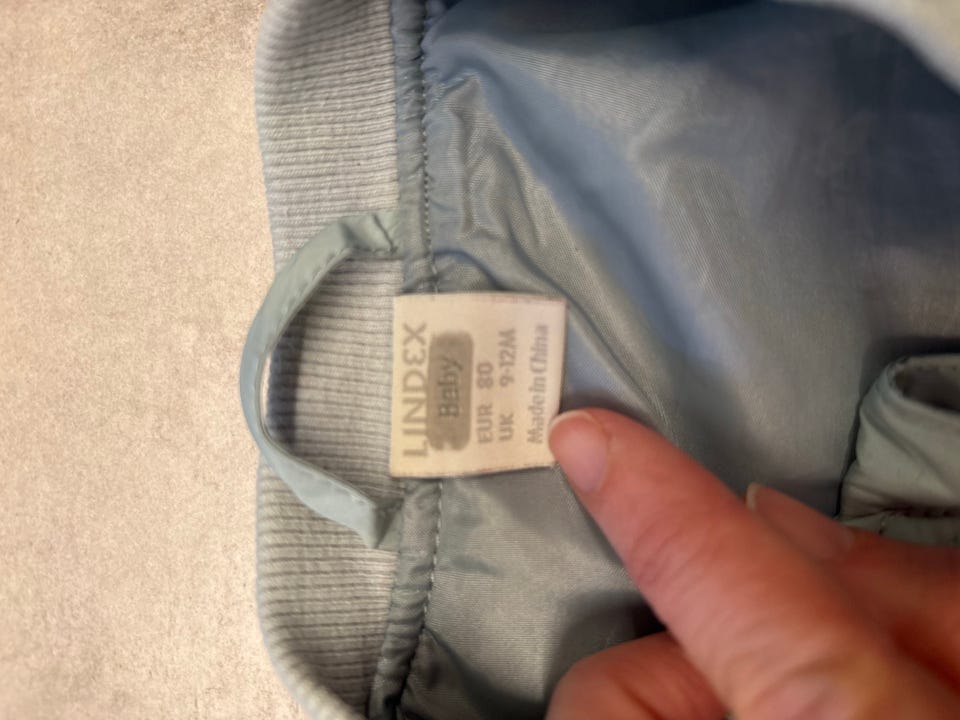 LINDEX
Baby
EUR 80
UK 9-12M
Made in China